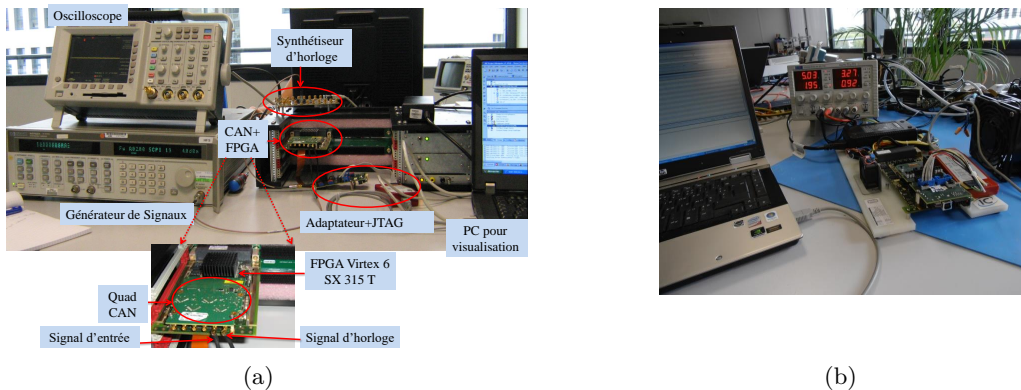 Oscilloscope
Synthétiseur
d'horloge
CAN+
FPGA
Générateur de Signaux
Adaptateur+JTAG
PC pour
visualisation
FPGA Virtex 6
SX 315 T
Quad
CAN
Signal d'entrée
Signal d'horloge
(a)
5.03 3.27
1.95 0.92
(b)